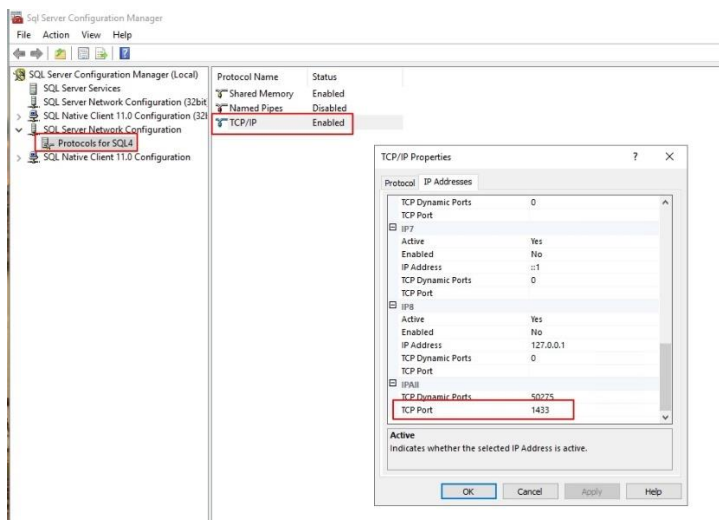 Sql Server Configuration Manager
File Action View Help
SQL Server Configuration Manager (Local)
SQL Server Services
SQL Server Network Configuration (32bit
SQL Native Client 11.0 Configuration (32l
SQL Server Network Configuration
Protocols for SQL4
SQL Native Client 11.0 Configuration
Protocol Name Status
Shared Memory Enabled
Named Pipes Disabled
TCP/IP Enabled
TCP/IP Properties ? X
Protocol IP Addresses
TCP Dynamic Ports 0
TCP Port
IP7
Active Yes
Enabled No
IP Address ::1
TCP Dynamic Ports 0
TCP Port
IP8
Active Yes
Enabled No
IP Address 127.0.0.1
TCP Dynamic Ports 0
TCP Port
IPAll
TCP Dynamic Ports 50275
TCP Port 1433
Active
Indicates whether the selected IP Address is active.
OK Cancel Apply Help